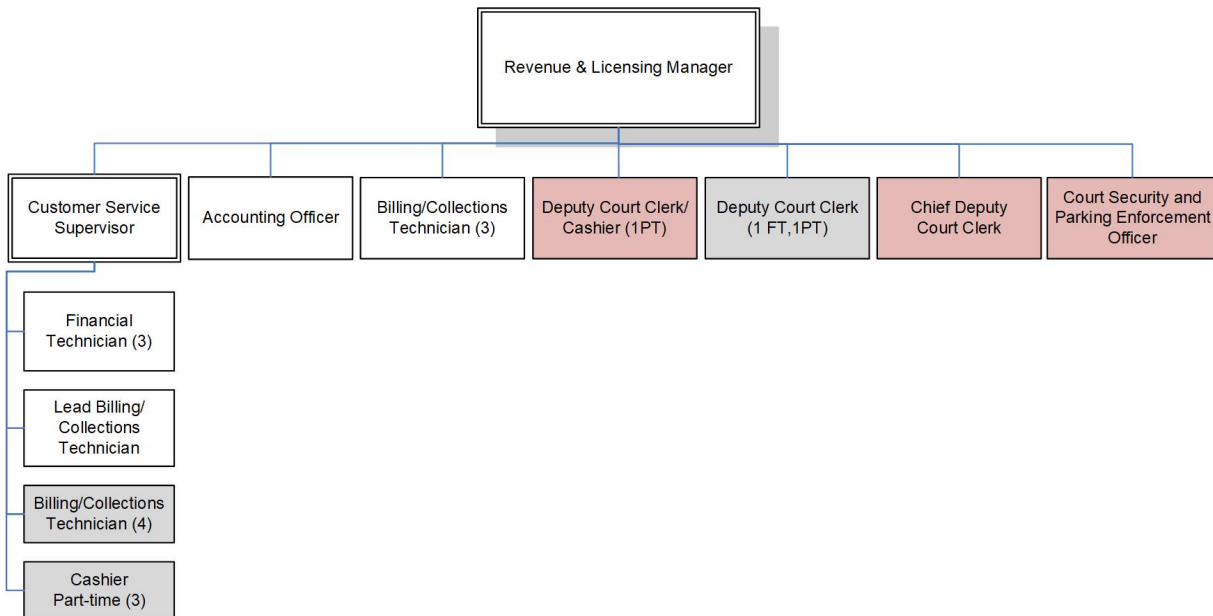 Revenue & Licensing Manager
Customer Service
Supervisor
Accounting Officer
Billing/Collections
Technician (3)
Deputy Court Clerk/
Cashier (1PT)
Deputy Court Clerk
(1 FT,1PT)
Chief Deputy
Court Clerk
Court Security and
Parking Enforcement
Officer
Financial
Technician (3)
Lead Billing/
Collections
Technician
Billing/Collections
Technician (4)
Cashier
Part-time (3)